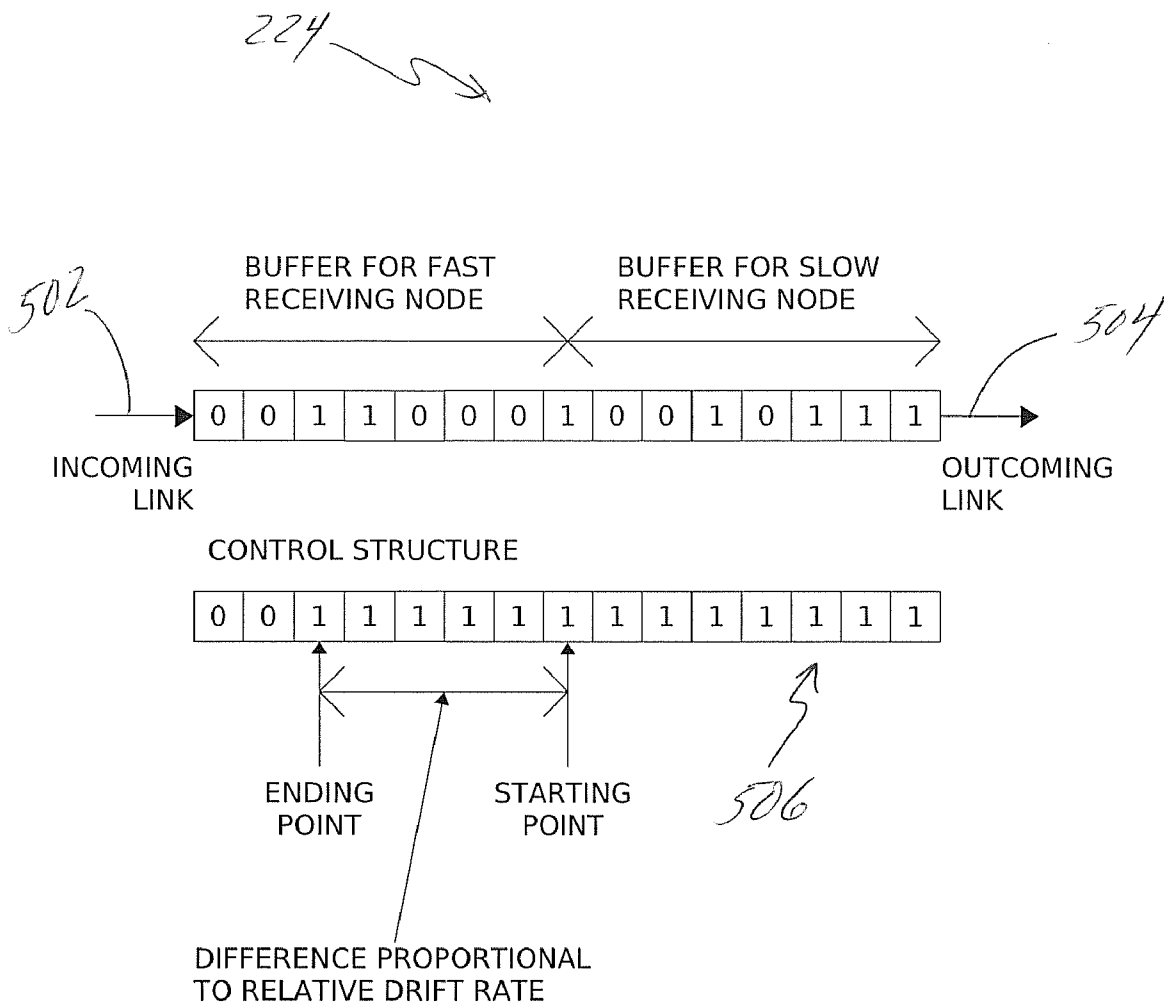 224
BUFFER FOR FAST
RECEIVING NODE
BUFFER FOR SLOW
RECEIVING NODE
502
504
0 0 1 1 0 0 0 1 0 0 1 0 1 1 1
INCOMING
LINK
OUTCOMING
LINK
CONTROL STRUCTURE
0 0 1 1 1 1 1 1 1 1 1 1 1 1 1
ENDING
POINT
STARTING
POINT
506
DIFFERENCE PROPORTIONAL
TO RELATIVE DRIFT RATE